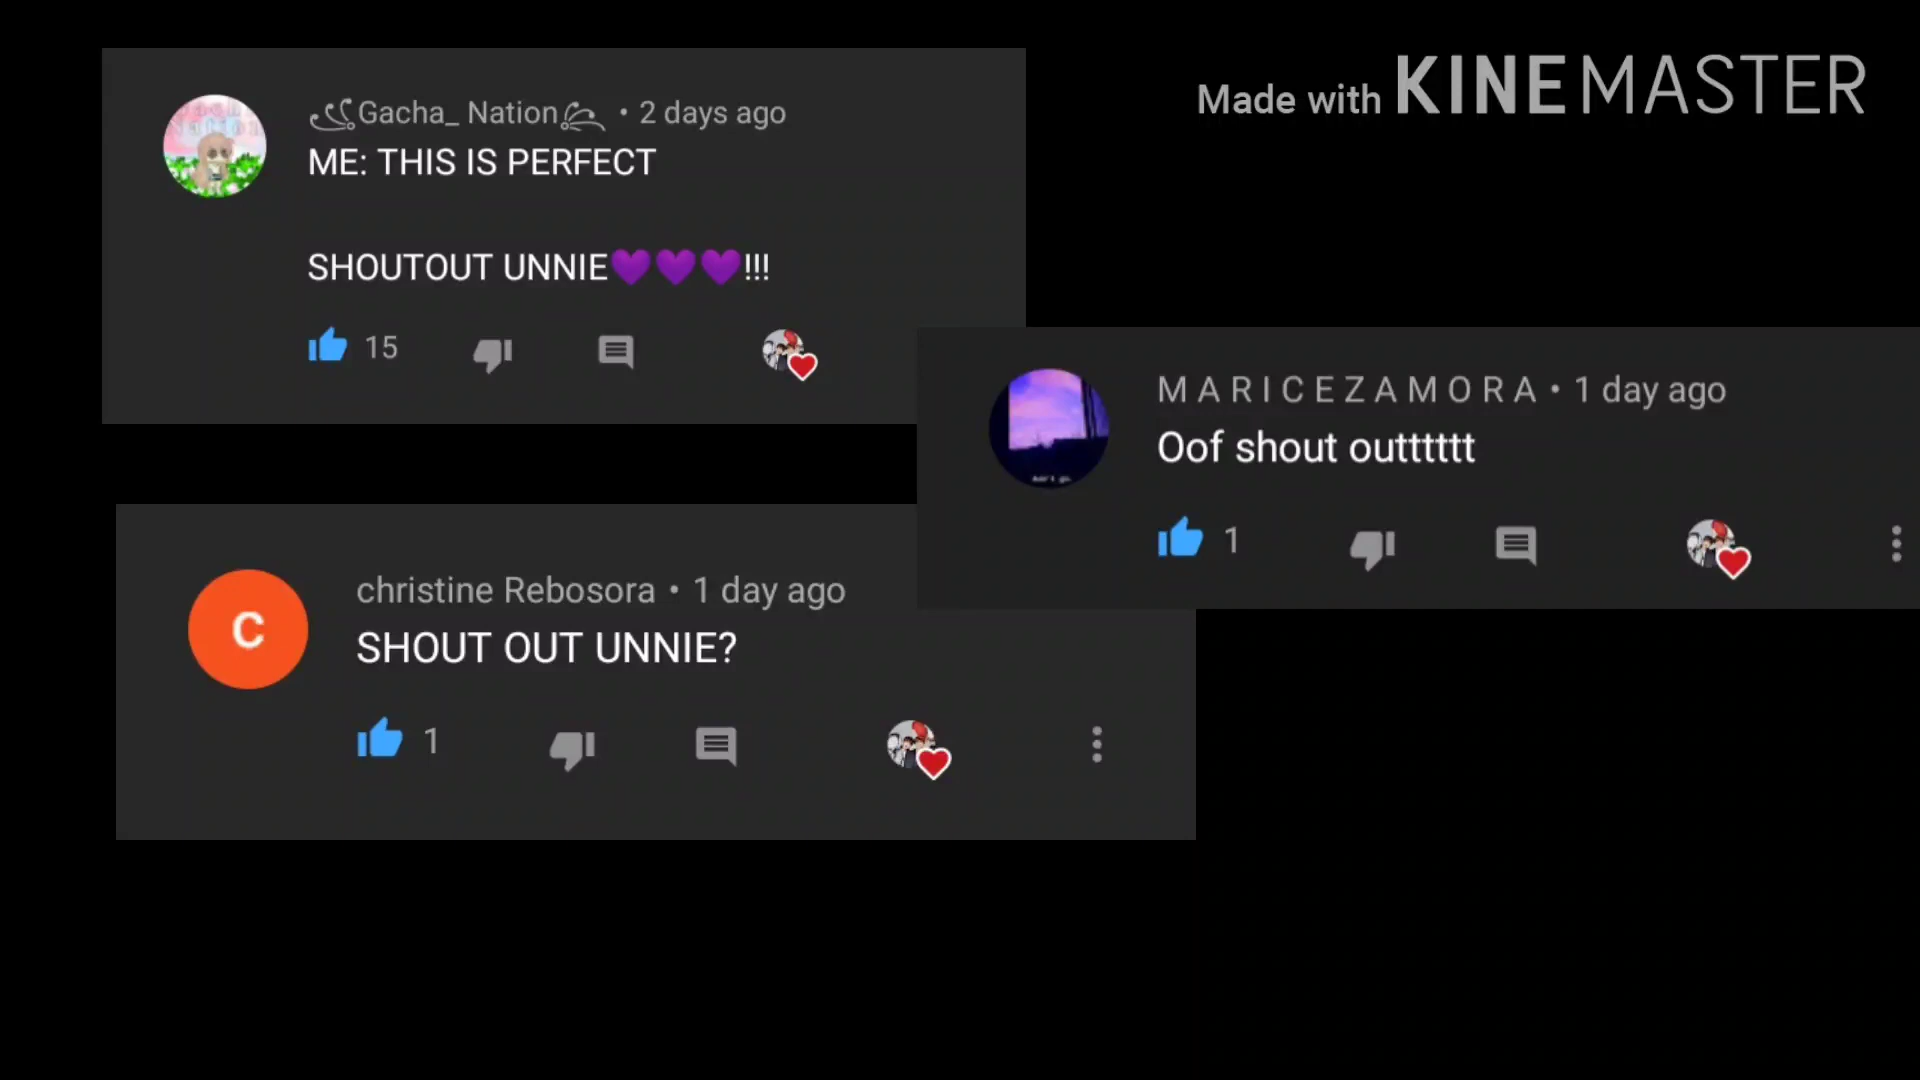 Made with KINEMASTER
Gacha_ Nation • 2 days ago
ME: THIS IS PERFECT
SHOUTOUT UNNIE💜💜💜!!!
15
M A R I C E Z A M O R A • 1 day ago
Oof shout outttttt
1
C
christine Rebosora • 1 day ago
SHOUT OUT UNNIE?
1